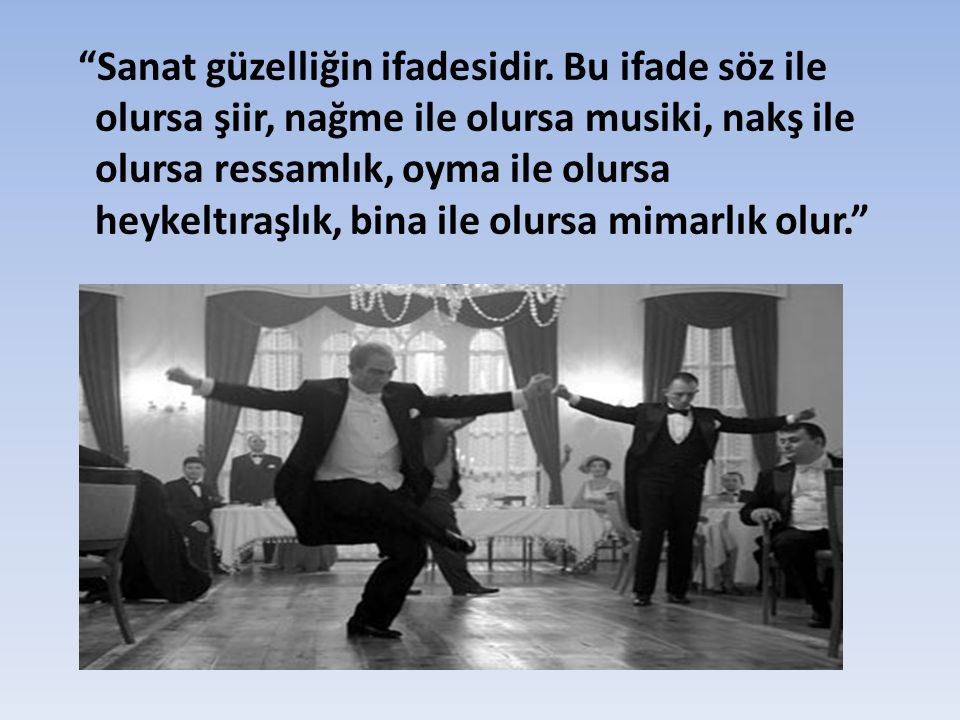 “Sanat güzelliğin ifadesidir. Bu ifade söz ile
olursa şiir, nağme ile olursa musiki, nakş ile
olursa ressamlık, oyma ile olursa
heykeltıraşlık, bina ile olursa mimarlık olur.”